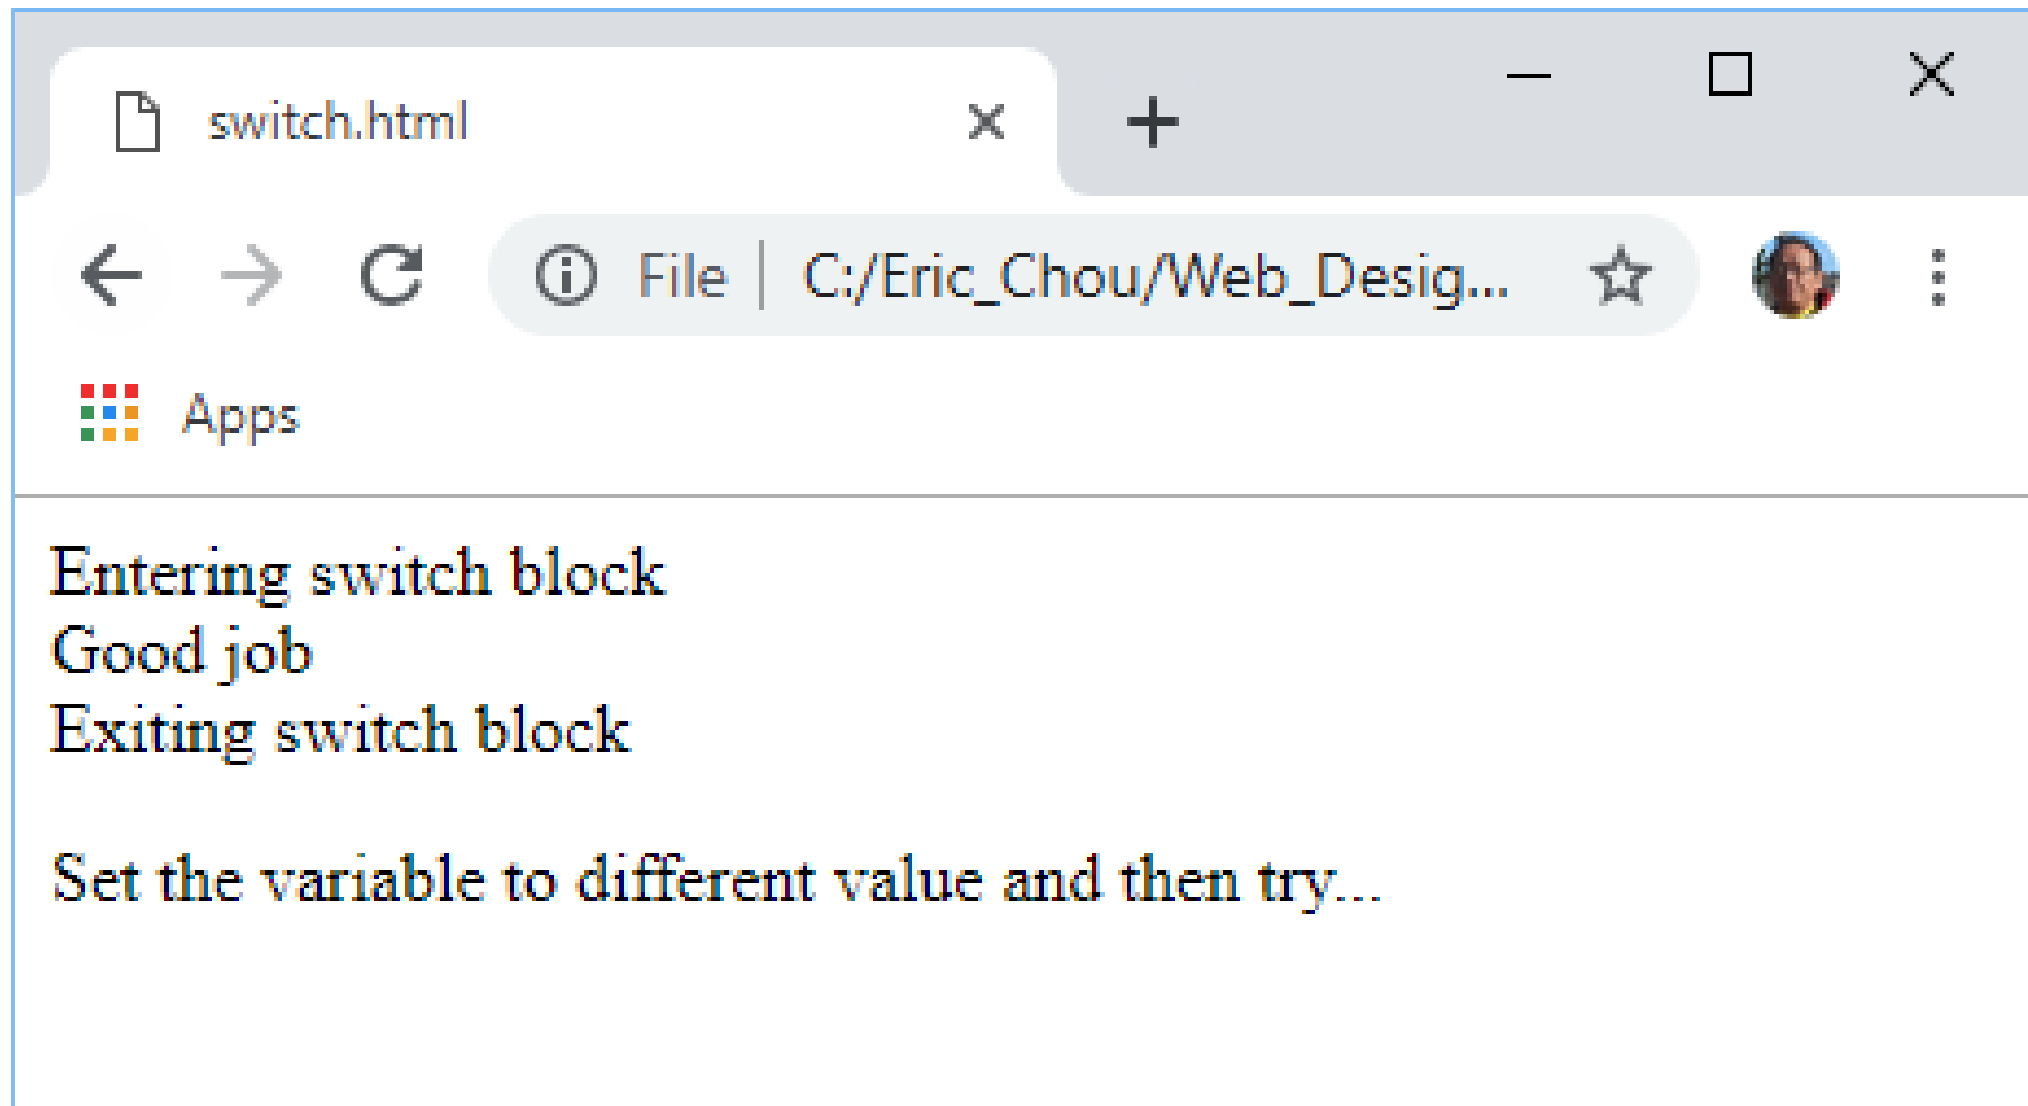 switch.html
File C:/Eric_Chou/Web_Desig...
Apps
Entering switch block
Good job
Exiting switch block
Set the variable to different value and then try...